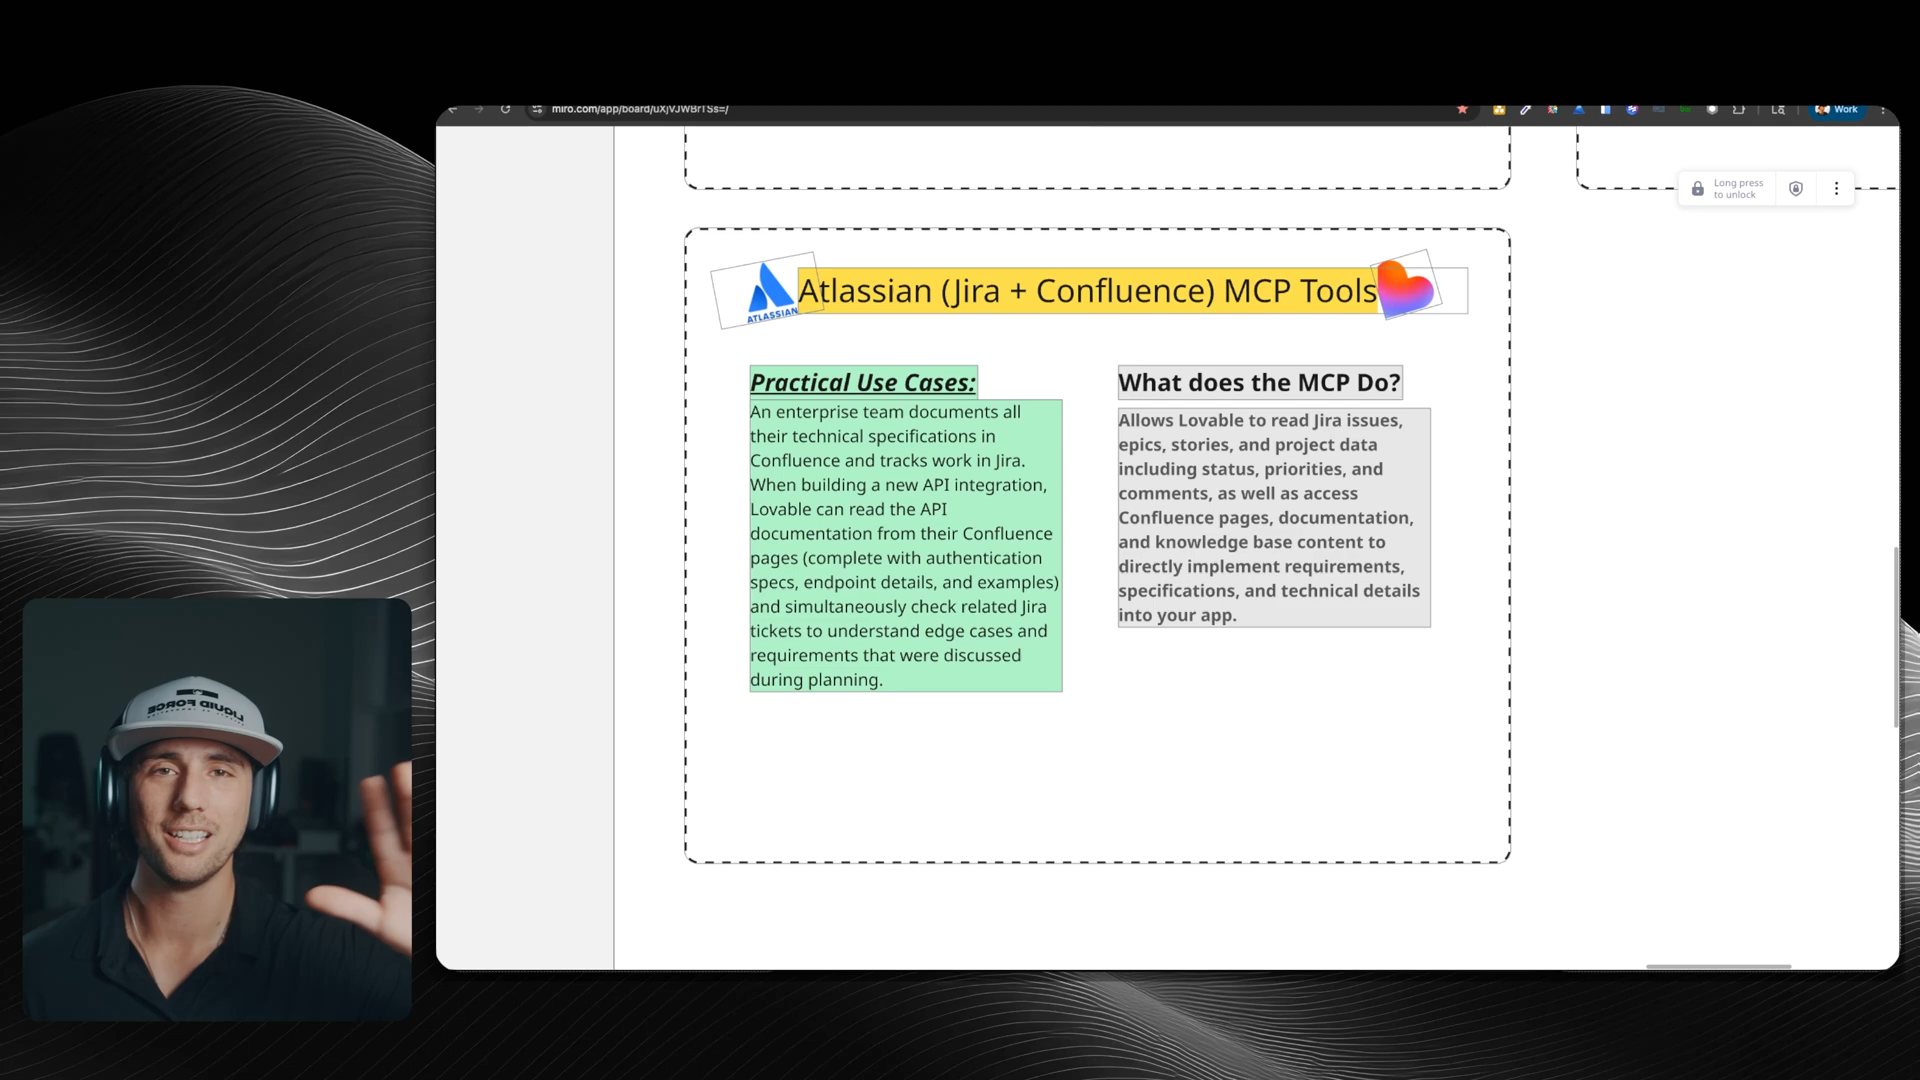 miro.com/app/board/uXjVJWBrTSs=/
Work
Long press
to unlock
ATLASSIAN
Atlassian (Jira + Confluence) MCP Tools
Practical Use Cases:
An enterprise team documents all
their technical specifications in
Confluence and tracks work in Jira.
When building a new API integration,
Lovable can read the API
documentation from their Confluence
pages (complete with authentication
specs, endpoint details, and examples)
and simultaneously check related Jira
tickets to understand edge cases and
requirements that were discussed
during planning.
What does the MCP Do?
Allows Lovable to read Jira issues,
epics, stories, and project data
including status, priorities, and
comments, as well as access
Confluence pages, documentation,
and knowledge base content to
directly implement requirements,
specifications, and technical details
into your app.
LIQUID FORCE